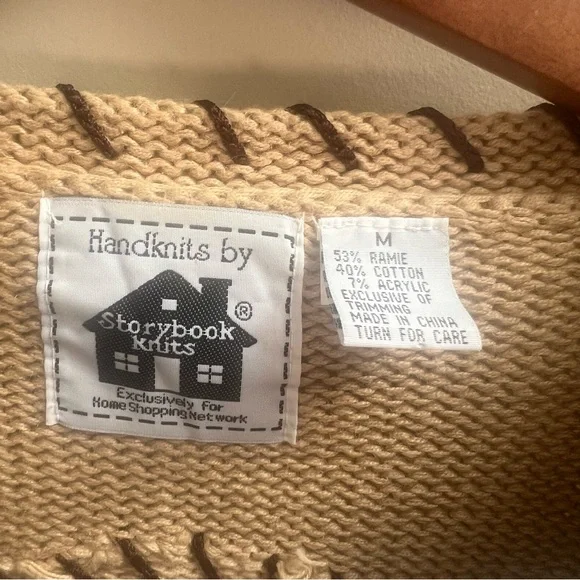 Handknits by
®
Storybook
knits
Exclusively for
Home Shopping Network
M
53% RAMIE
40% COTTON
7% ACRYLIC
EXCLUSIVE OF
TRIMMING
MADE IN CHINA
TURN FOR CARE